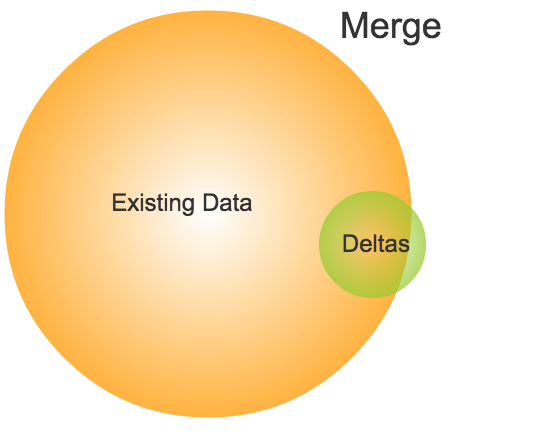 Merge
Existing Data
Deltas